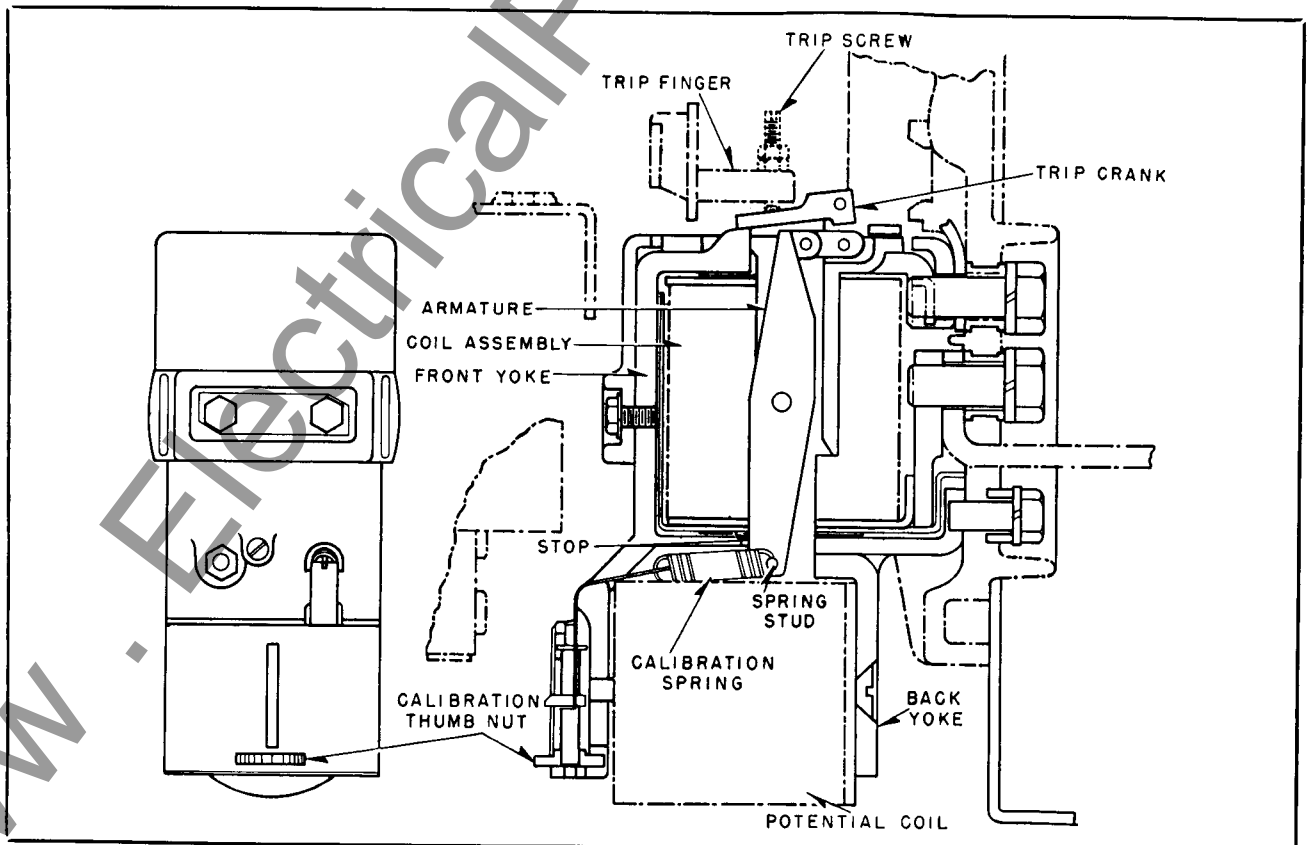 TRIP SCREW
TRIP FINGER
TRIP CRANK
ARMATURE
COIL ASSEMBLY
FRONT YOKE
STOP
SPRING
STUD
CALIBRATION
SPRING
CALIBRATION
THUMB NUT
BACK
YOKE
POTENTIAL COIL
w . ElectricalP